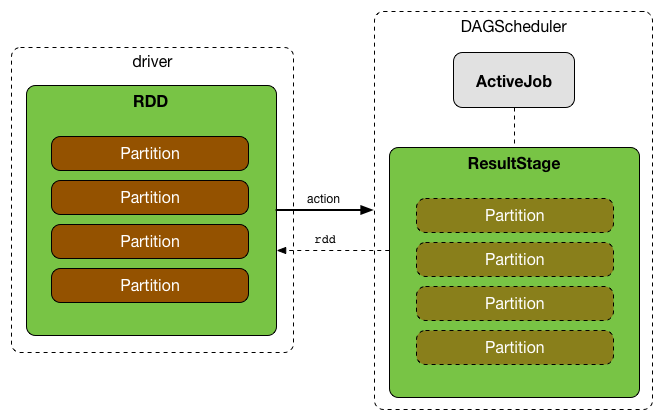 driver
RDD
Partition
Partition
Partition
Partition
action
rdd
DAGScheduler
ActiveJob
ResultStage
Partition
Partition
Partition
Partition